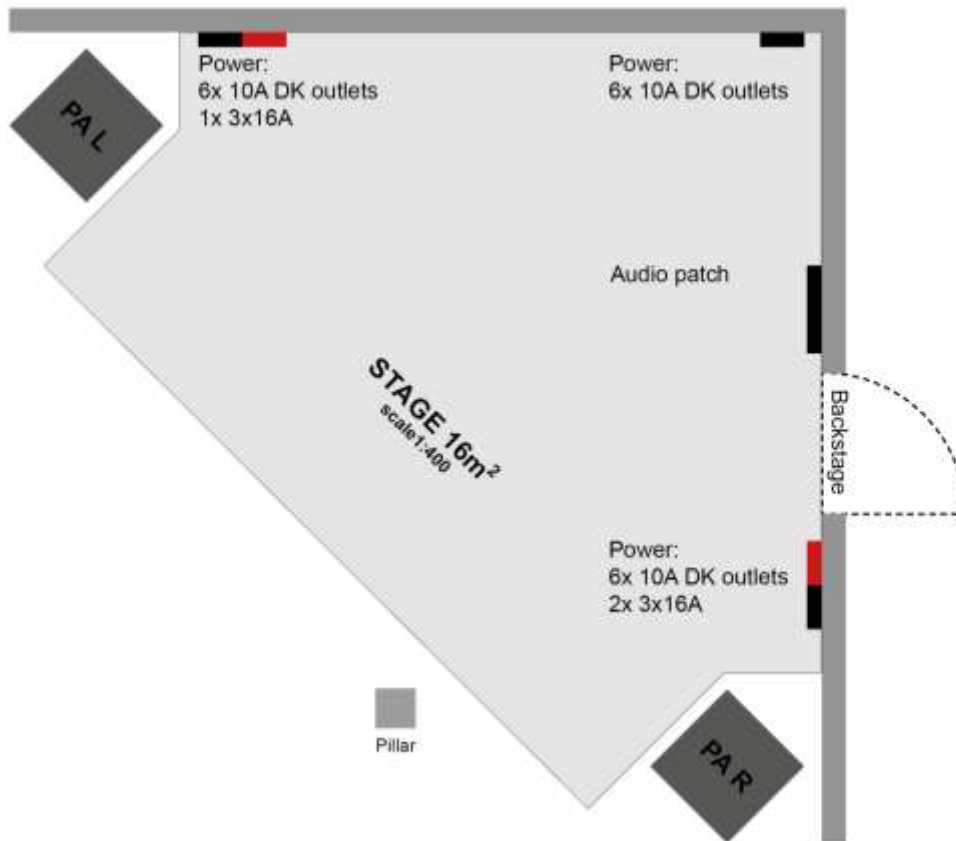 PA L
Power:
6x 10A DK outlets
1x 3x16A
Power:
6x 10A DK outlets
Audio patch
STAGE 16m²
scale1:400
Backstage
Power:
6x 10A DK outlets
2x 3x16A
Pillar
PA R